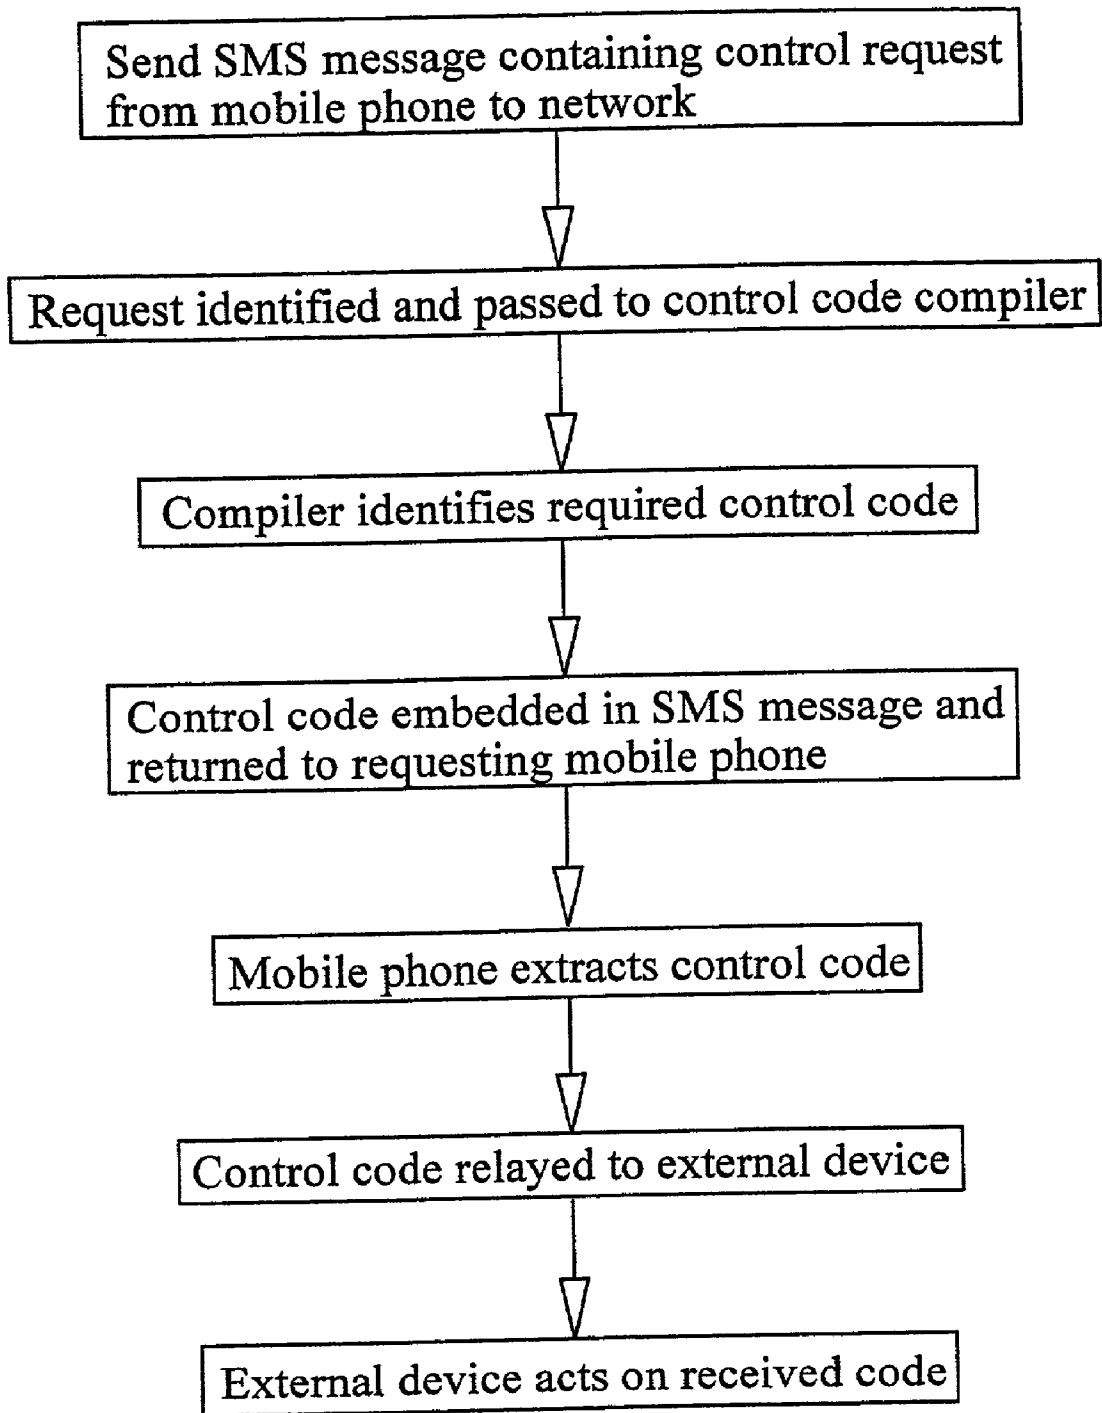 Send SMS message containing control request
from mobile phone to network
Request identified and passed to control code compiler
Compiler identifies required control code
Control code embedded in SMS message and
returned to requesting mobile phone
Mobile phone extracts control code
Control code relayed to external device
External device acts on received code